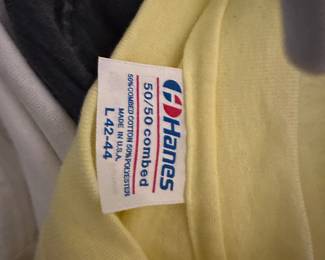 Hanes
50/50 combed
50% COMBED COTTON 50% POLYESTER
MADE IN U.S.A.
L 42-44